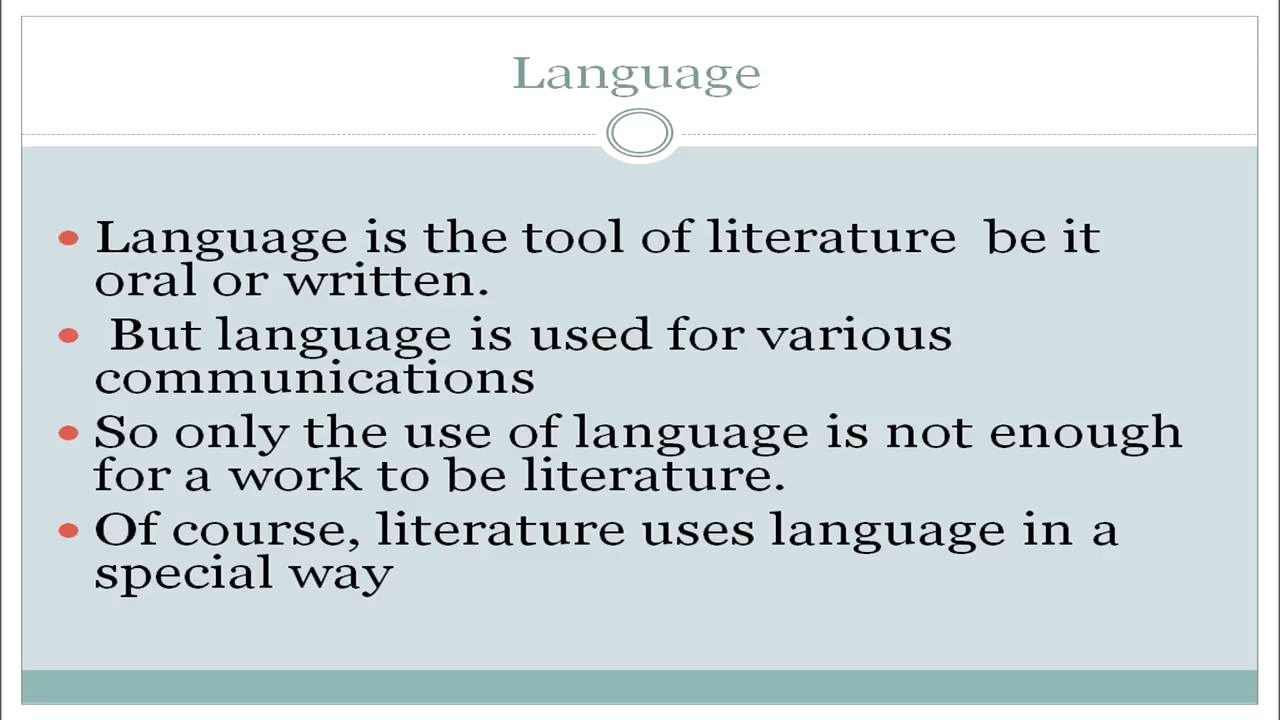 Language
• Language is the tool of literature  be it
oral or written.
•  But language is used for various
communications
• So only the use of language is not enough
for a work to be literature.
• Of course, literature uses language in a
special way